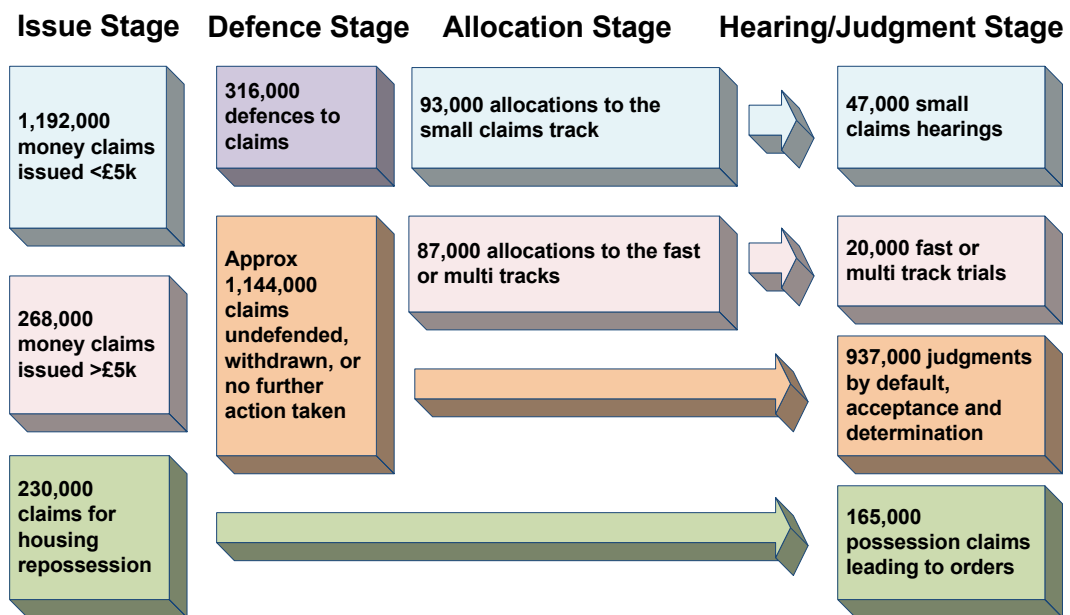 Issue Stage
Defence Stage
Allocation Stage
Hearing/Judgment Stage
1,192,000
money claims
issued <£5k
316,000
defences to
claims
93,000 allocations to the
small claims track
47,000 small
claims hearings
268,000
money claims
issued >£5k
Approx
1,144,000
claims
undefended,
withdrawn, or
no further
action taken
87,000 allocations to the fast
or multi tracks
20,000 fast or
multi track trials
937,000 judgments
by default,
acceptance and
determination
230,000
claims for
housing
repossession
165,000
possession claims
leading to orders